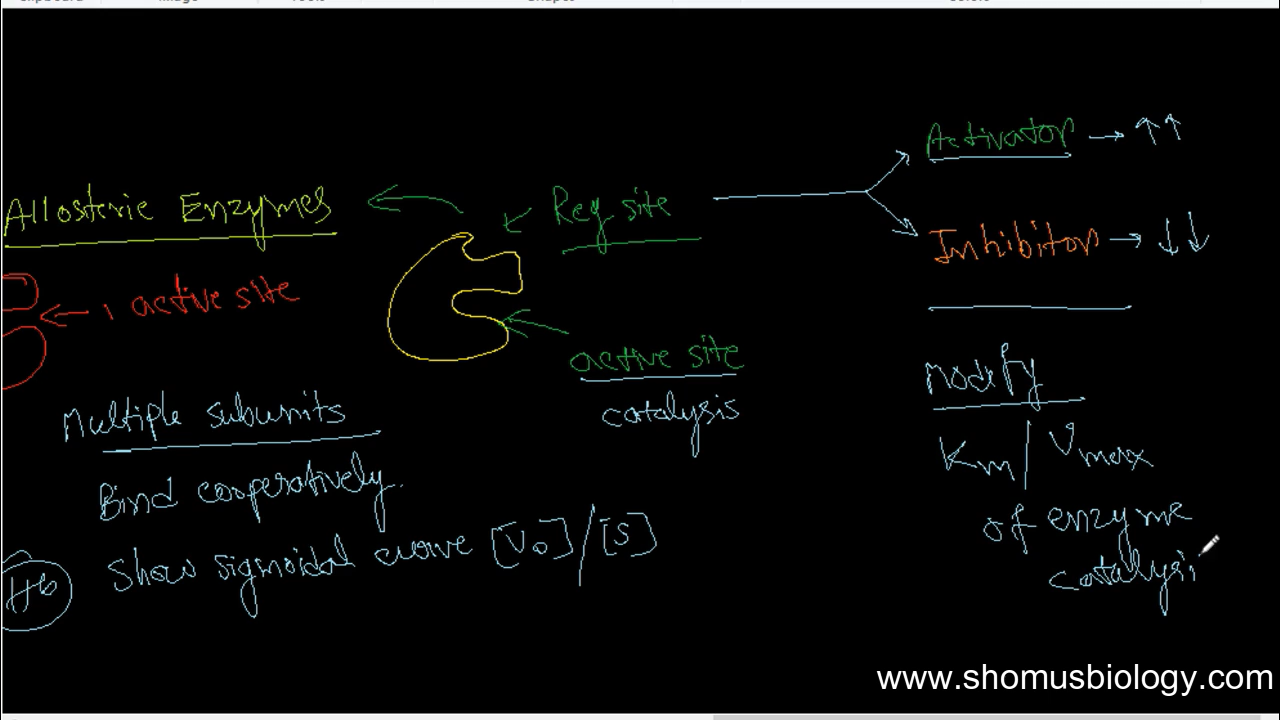 Allosteric Enzymes
Reg site
Activator → ↑↑
Inhibitor → ↓↓
1 active site
active site
catalysis
Multiple subunits
Bind cooperatively.
Show sigmoidal curve [V₀]/[S]
Hb
modify
Km/Vmax
of enzyme
catalysis
www.shomusbiology.com